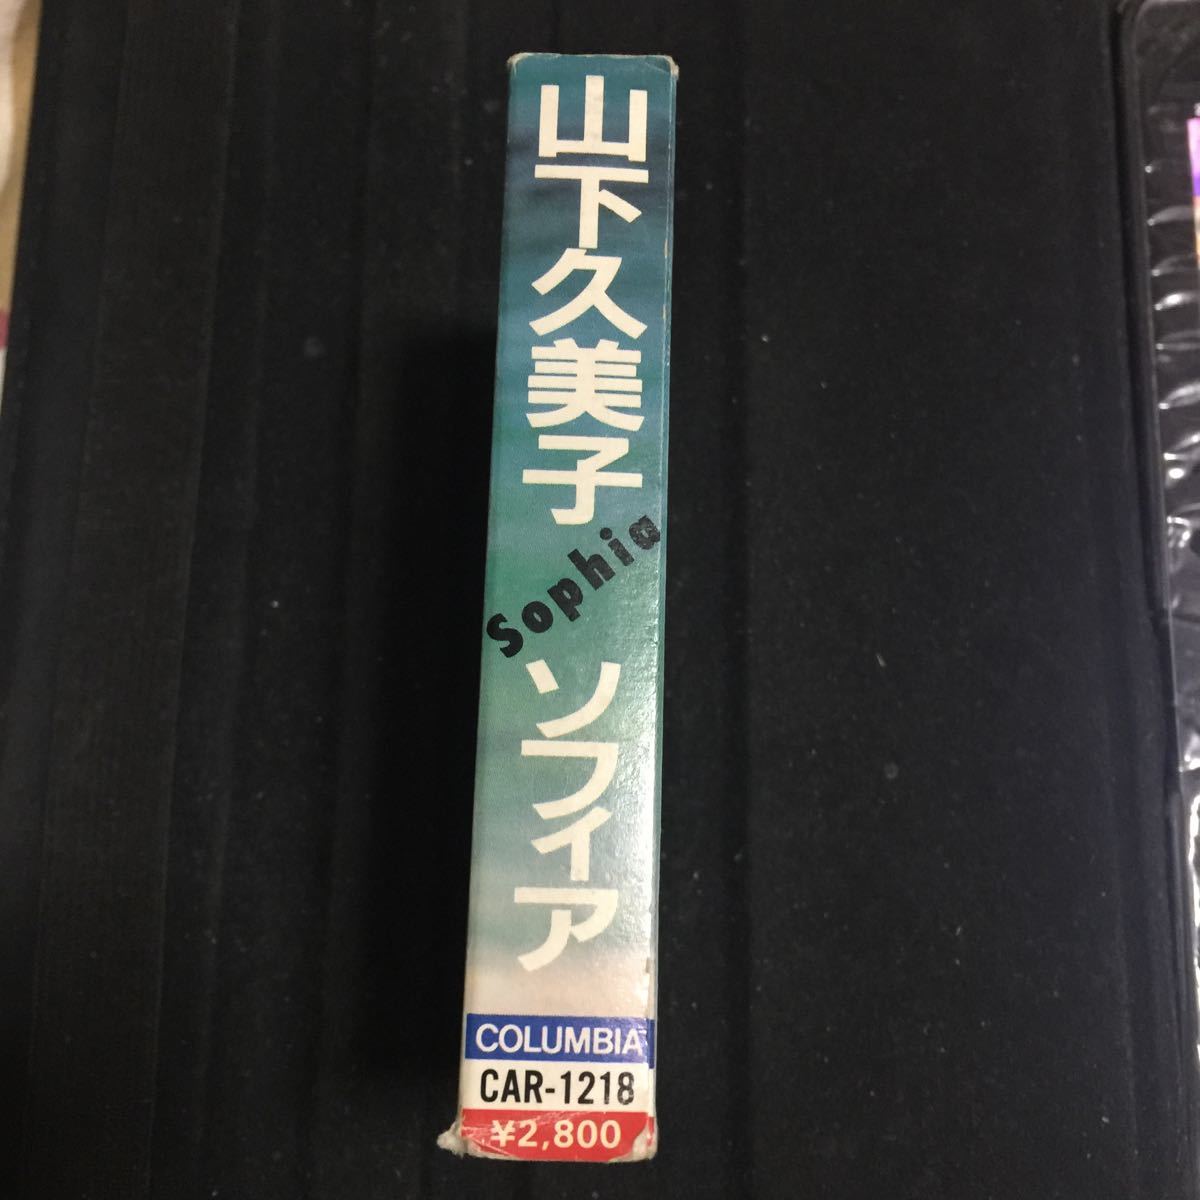 山下久美子
Sophia
ソフィア
COLUMBIA
CAR-1218
¥2,800